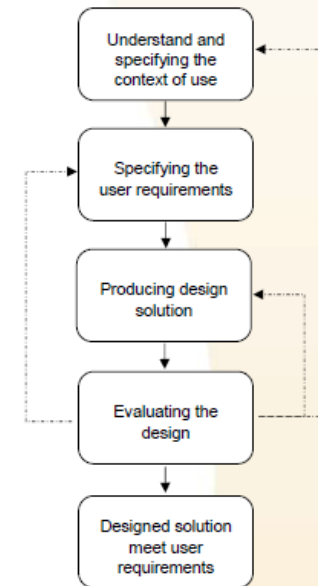 Understand and
specifying the
context of use
Specifying the
user requirements
Producing design
solution
Evaluating the
design
Designed solution
meet user
requirements